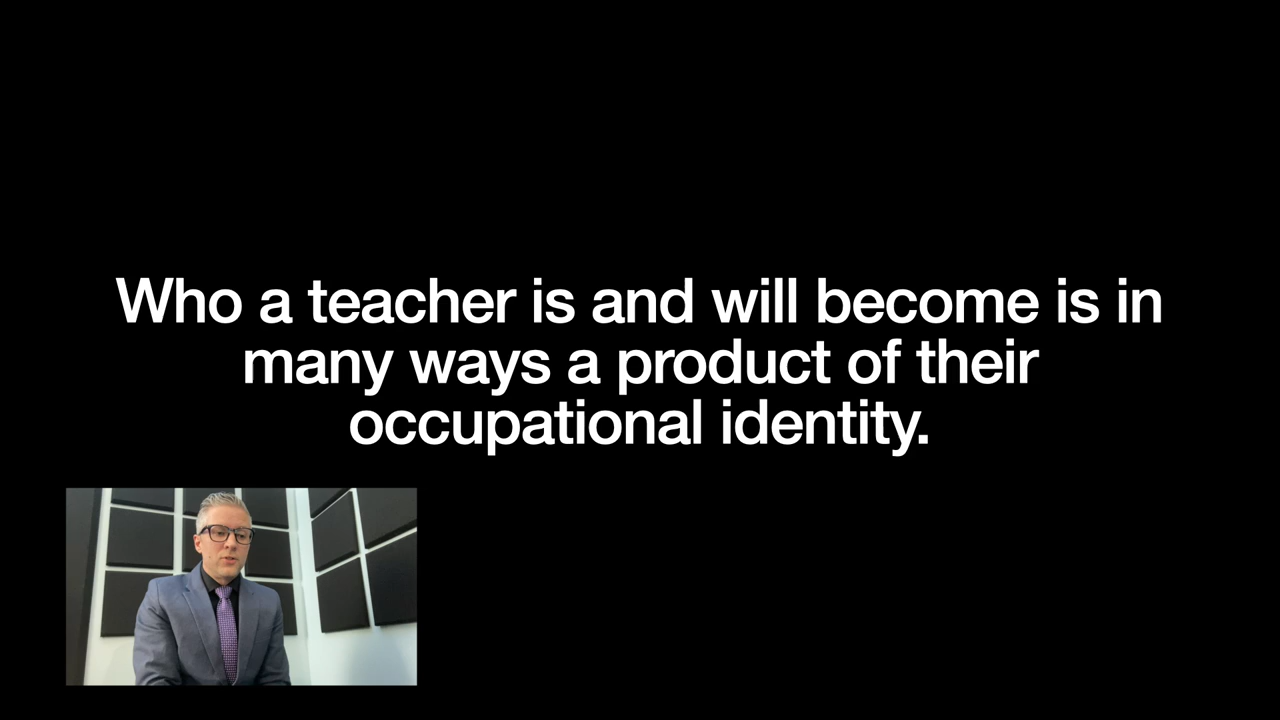 Who a teacher is and will become is in
many ways a product of their
occupational identity.